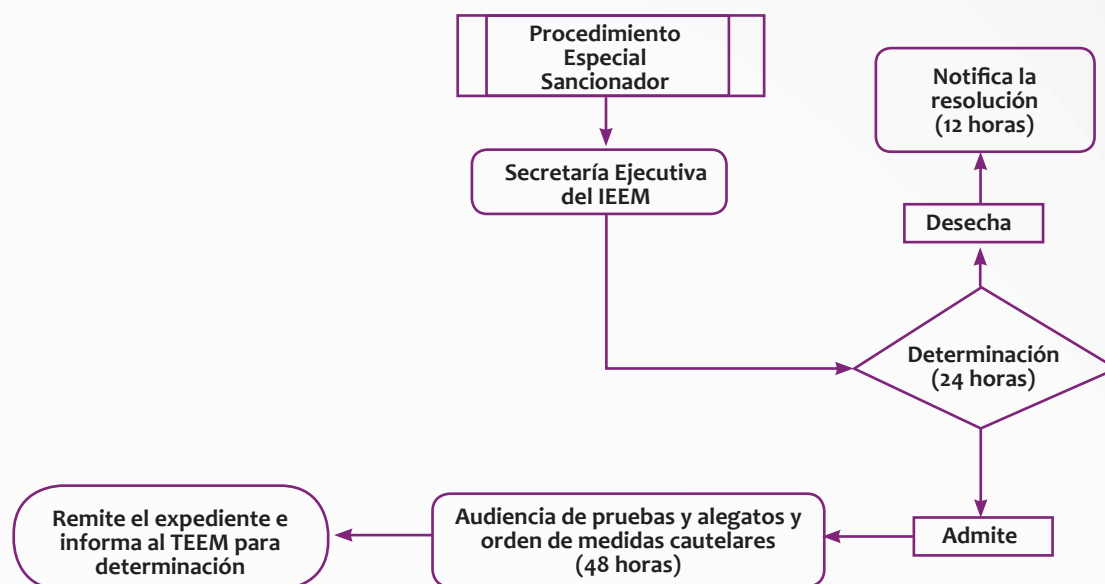 Procedimiento
Especial
Sancionador
Secretaría Ejecutiva
del IEEM
Notifica la
resolución
(12 horas)
Desecha
Determinación
(24 horas)
Admite
Audiencia de pruebas y alegatos y
orden de medidas cautelares
(48 horas)
Remite el expediente e
informa al TEEM para
determinación